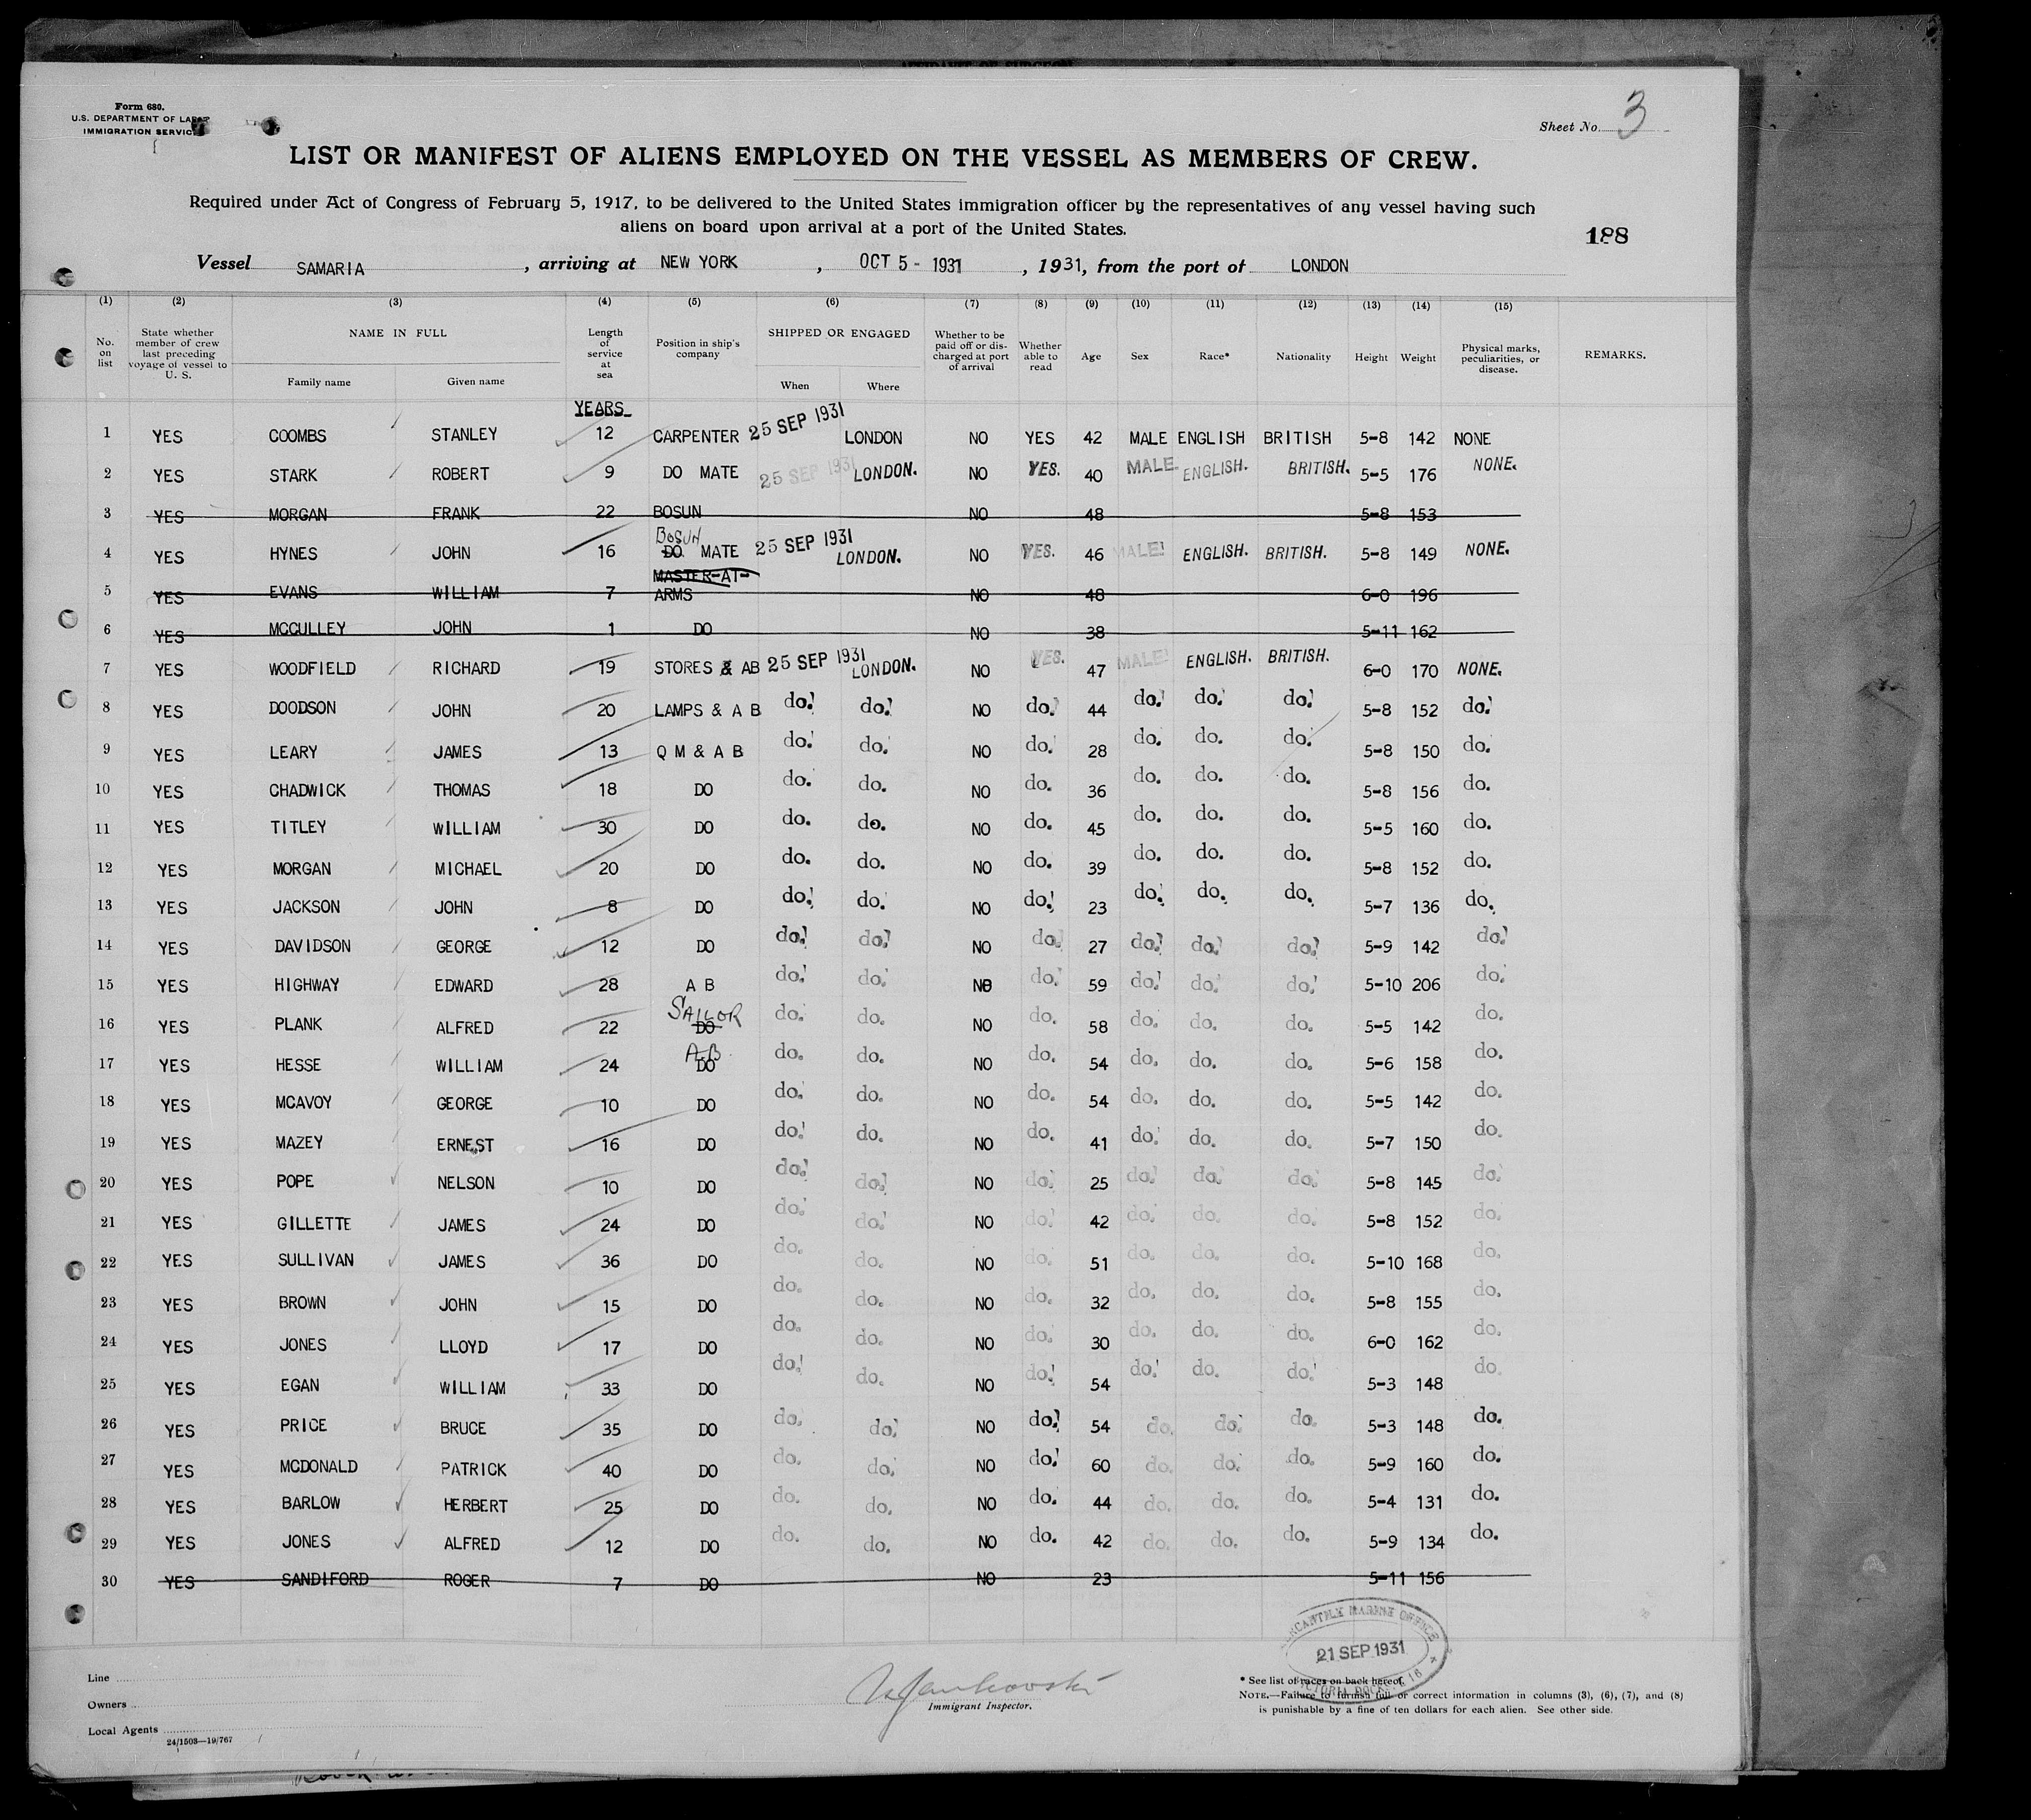 Form 680.
U.S. DEPARTMENT OF LABOR
IMMIGRATION SERVICE
Sheet No. 3
LIST OR MANIFEST OF ALIENS EMPLOYED ON THE VESSEL AS MEMBERS OF CREW.
Required under Act of Congress of February 5, 1917, to be delivered to the United States immigration officer by the representatives of any vessel having such
aliens on board upon arrival at a port of the United States.
188
Vessel SAMARIA, arriving at NEW YORK, OCT 5 - 1931, 1931, from the port of LONDON
(1) (2) (3) (4) (5) (6) (7) (8) (9) (10) (11) (12) (13) (14) (15)
No. on list | State whether member of crew last preceding voyage of vessel to U. S. | NAME IN FULL | Length of service at sea | Position in ship's company | SHIPPED OR ENGAGED | Whether to be paid off or discharged at port of arrival | Whether able to read | Age | Sex | Race* | Nationality | Height | Weight | Physical marks, peculiarities, or disease. | REMARKS.
Family name | Given name | When | Where
YEARS
1 YES COOMBS STANLEY 12 CARPENTER 25 SEP 1931 LONDON NO YES 42 MALE ENGLISH BRITISH 5-8 142 NONE
2 YES STARK ROBERT 9 DO MATE 25 SEP 1931 LONDON. NO YES. 40 MALE ENGLISH. BRITISH. 5-5 176 NONE.
3 YES MORGAN FRANK 22 BOSUN NO 48 5-8 153
4 YES HYNES JOHN 16 BOSUN DO MATE 25 SEP 1931 LONDON. NO YES. 46 MALE! ENGLISH. BRITISH. 5-8 149 NONE.
5 YES EVANS WILLIAM 7 MASTER-AT-ARMS NO 48 6-0 196
6 YES MCCULLEY JOHN 1 DO NO 38 5-11 162
7 YES WOODFIELD RICHARD 19 STORES & AB 25 SEP 1931 LONDON. NO YES. 47 MALE! ENGLISH. BRITISH. 6-0 170 NONE.
8 YES DOODSON JOHN 20 LAMPS & A B do. do. NO do. 44 do. do. do. 5-8 152 do.
9 YES LEARY JAMES 13 Q M & A B do. do. NO do. 28 do. do. do. 5-8 150 do.
10 YES CHADWICK THOMAS 18 DO do. do. NO do. 36 do. do. do. 5-8 156 do.
11 YES TITLEY WILLIAM 30 DO do. do. NO do. 45 do. do. do. 5-5 160 do.
12 YES MORGAN MICHAEL 20 DO do. do. NO do. 39 do. do. do. 5-8 152 do.
13 YES JACKSON JOHN 8 DO do. do. NO do. 23 do. do. do. 5-7 136 do.
14 YES DAVIDSON GEORGE 12 DO do. do. NO do. 27 do. do. do. 5-9 142 do.
15 YES HIGHWAY EDWARD 28 A B do. do. NO do. 59 do. do. do. 5-10 206 do.
16 YES PLANK ALFRED 22 SAILOR DO do. do. NO do. 58 do. do. do. 5-5 142 do.
17 YES HESSE WILLIAM 24 A.B. DO do. do. NO do. 54 do. do. do. 5-6 158 do.
18 YES MCAVOY GEORGE 10 DO do. do. NO do. 54 do. do. do. 5-5 142 do.
19 YES MAZEY ERNEST 16 DO do. do. NO do. 41 do. do. do. 5-7 150 do.
20 YES POPE NELSON 10 DO do. do. NO do. 25 do. do. do. 5-8 145 do.
21 YES GILLETTE JAMES 24 DO do. do. NO do. 42 do. do. do. 5-8 152 do.
22 YES SULLIVAN JAMES 36 DO do. do. NO do. 51 do. do. do. 5-10 168 do.
23 YES BROWN JOHN 15 DO do. do. NO do. 32 do. do. do. 5-8 155 do.
24 YES JONES LLOYD 17 DO do. do. NO do. 30 do. do. do. 6-0 162 do.
25 YES EGAN WILLIAM 33 DO do. do. NO do. 54 do. do. do. 5-3 148 do.
26 YES PRICE BRUCE 35 DO do. do. NO do. 54 do. do. do. 5-3 148 do.
27 YES MCDONALD PATRICK 40 DO do. do. NO do. 60 do. do. do. 5-9 160 do.
28 YES BARLOW HERBERT 25 DO do. do. NO do. 44 do. do. do. 5-4 131 do.
29 YES JONES ALFRED 12 DO do. do. NO do. 42 do. do. do. 5-9 134 do.
30 YES SANDIFORD ROGER 7 DO NO 23 5-11 156
MERCANTILE MARINE OFFICE
21 SEP 1931
VICTORIA DOCK E 16
Line
Owners
Local Agents
24/1503—19/767
Immigrant Inspector.
* See list of races on back hereof.
NOTE.—Failure to furnish full or correct information in columns (3), (6), (7), and (8)
is punishable by a fine of ten dollars for each alien. See other side.